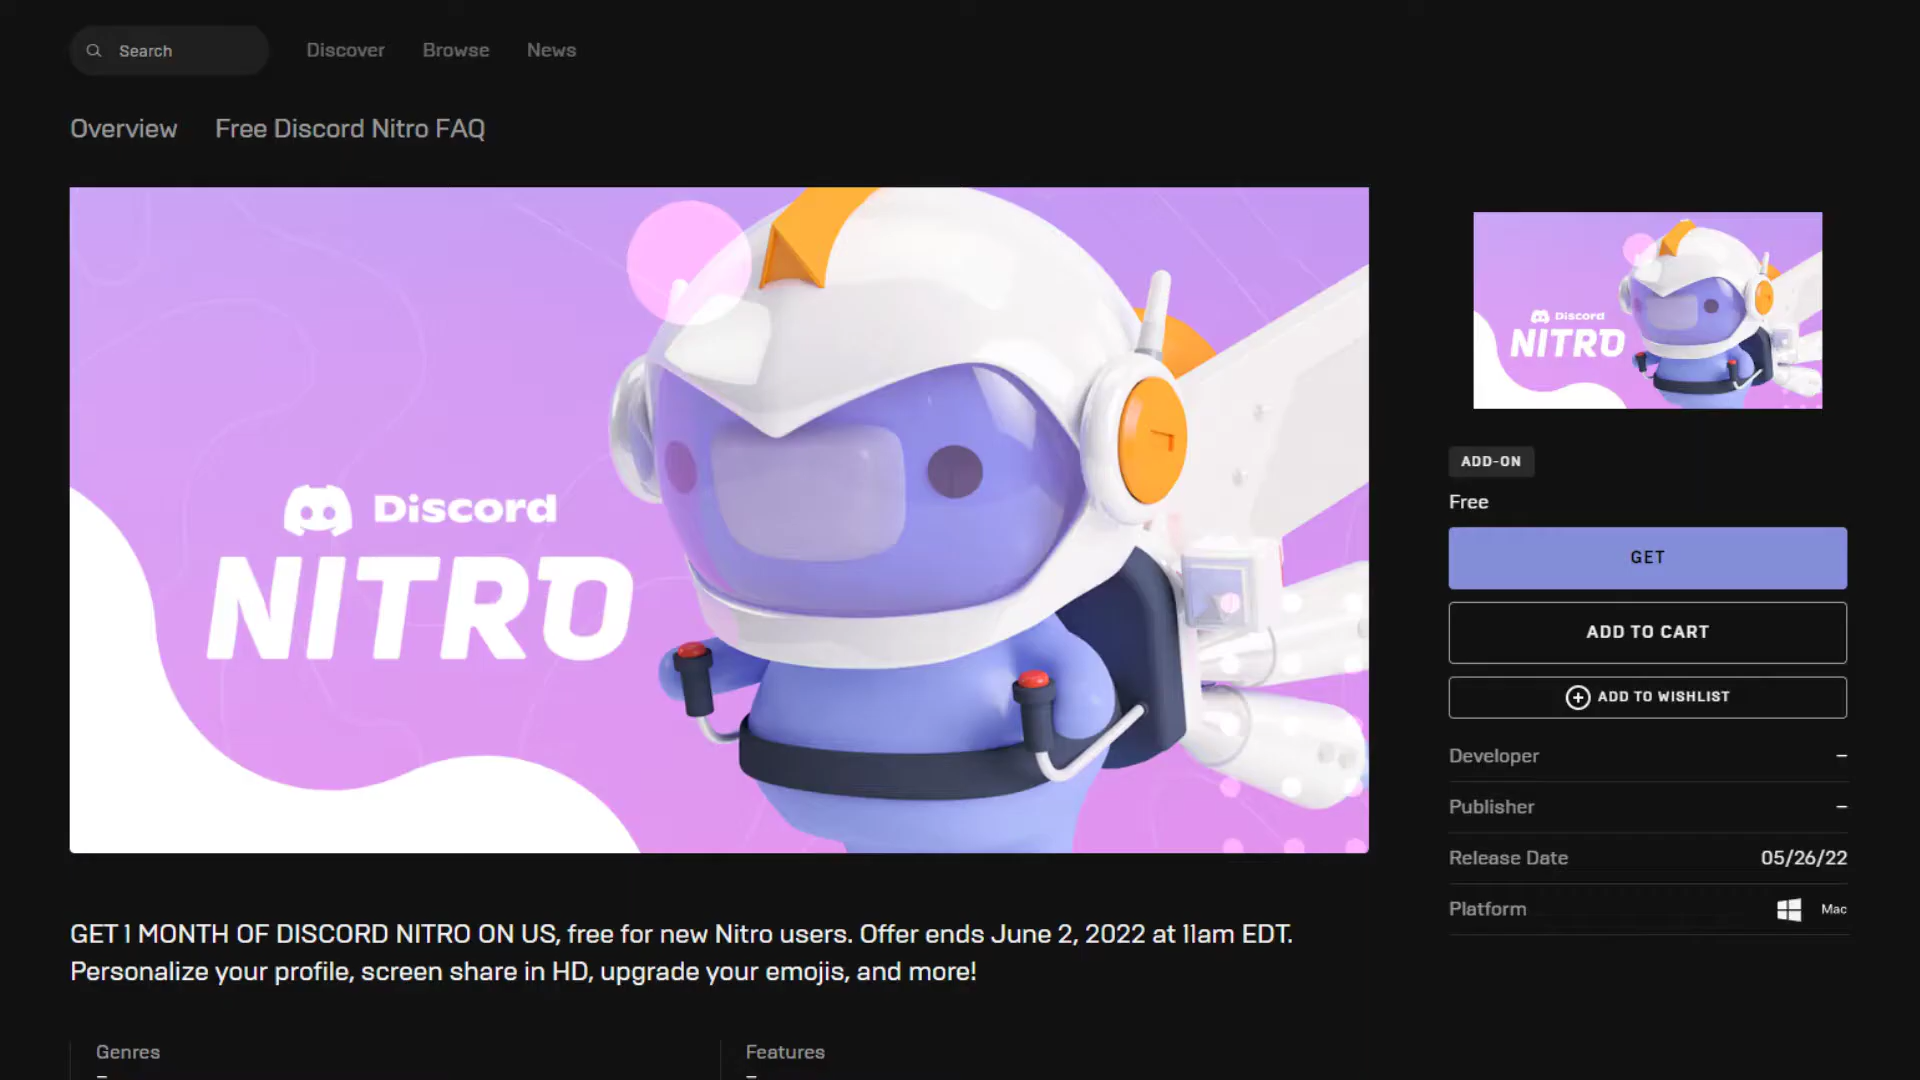 Search
Discover
Browse
News
Overview
Free Discord Nitro FAQ
Discord
NITRO
Discord
NITRO
ADD-ON
Free
GET
ADD TO CART
ADD TO WISHLIST
Developer –
Publisher –
Release Date 05/26/22
Platform Mac
GET 1 MONTH OF DISCORD NITRO ON US, free for new Nitro users. Offer ends June 2, 2022 at 11am EDT.
Personalize your profile, screen share in HD, upgrade your emojis, and more!
Genres
–
Features
–